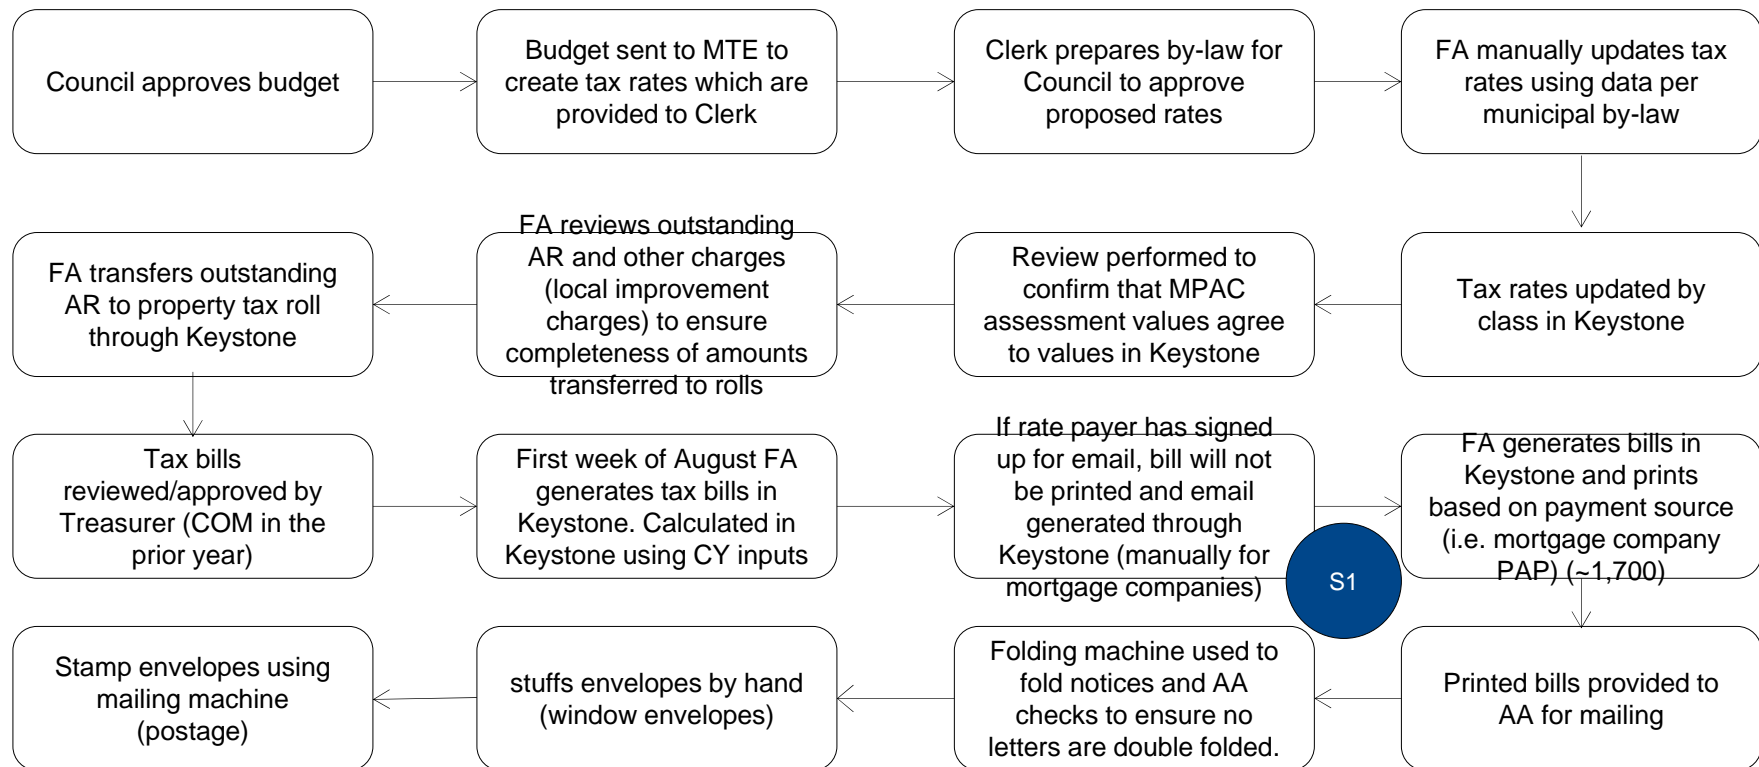 Council approves budget
Budget sent to MTE to
create tax rates which are
provided to Clerk
Clerk prepares by-law for
Council to approve
proposed rates
FA manually updates tax
rates using data per
municipal by-law
Tax rates updated by
class in Keystone
Review performed to
confirm that MPAC
assessment values agree
to values in Keystone
FA reviews outstanding
AR and other charges
(local improvement
charges) to ensure
completeness of amounts
transferred to rolls
FA transfers outstanding
AR to property tax roll
through Keystone
Tax bills
reviewed/approved by
Treasurer (COM in the
prior year)
First week of August FA
generates tax bills in
Keystone. Calculated in
Keystone using CY inputs
If rate payer has signed
up for email, bill will not
be printed and email
generated through
Keystone (manually for
mortgage companies)
S1
FA generates bills in
Keystone and prints
based on payment source
(i.e. mortgage company
PAP) (~1,700)
Printed bills provided to
AA for mailing
Folding machine used to
fold notices and AA
checks to ensure no
letters are double folded.
stuffs envelopes by hand
(window envelopes)
Stamp envelopes using
mailing machine
(postage)